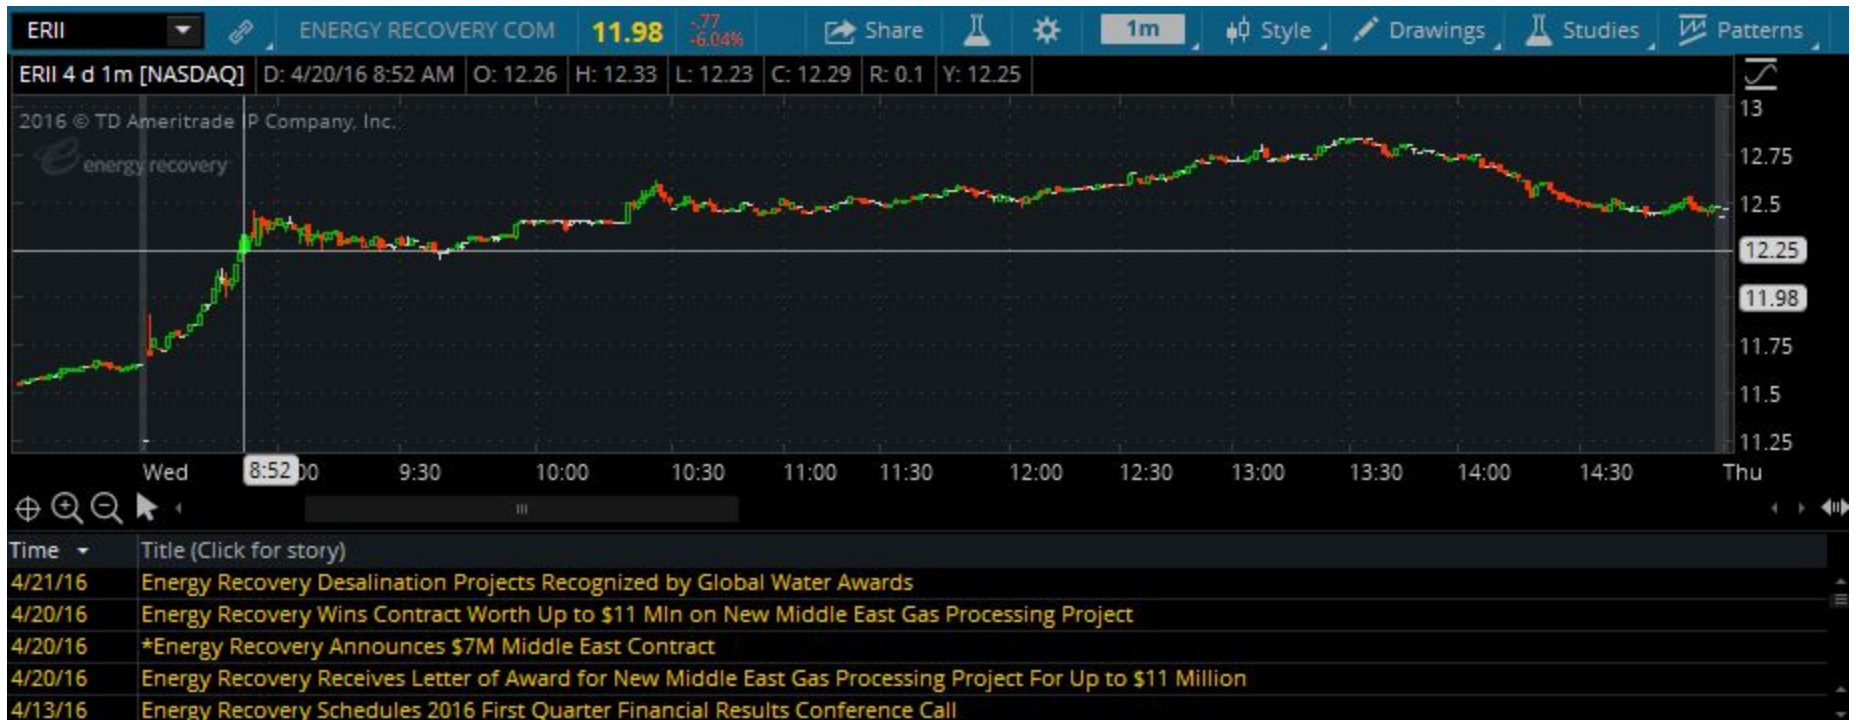 ERII ENERGY RECOVERY COM 11.98 -.77 Share 1m Style Drawings Studies Patterns
-6.04%
ERII 4 d 1m [NASDAQ] D: 4/20/16 8:52 AM O: 12.26 H: 12.33 L: 12.23 C: 12.29 R: 0.1 Y: 12.25
13
2016 © TD Ameritrade IP Company, Inc.
12.75
energy recovery
12.5
12.25
11.98
11.75
11.5
11.25
Wed 8:52 9:30 10:00 10:30 11:00 11:30 12:00 12:30 13:00 13:30 14:00 14:30 Thu
Time Title (Click for story)
4/21/16 Energy Recovery Desalination Projects Recognized by Global Water Awards
4/20/16 Energy Recovery Wins Contract Worth Up to $11 Mln on New Middle East Gas Processing Project
4/20/16 *Energy Recovery Announces $7M Middle East Contract
4/20/16 Energy Recovery Receives Letter of Award for New Middle East Gas Processing Project For Up to $11 Million
4/13/16 Energy Recovery Schedules 2016 First Quarter Financial Results Conference Call